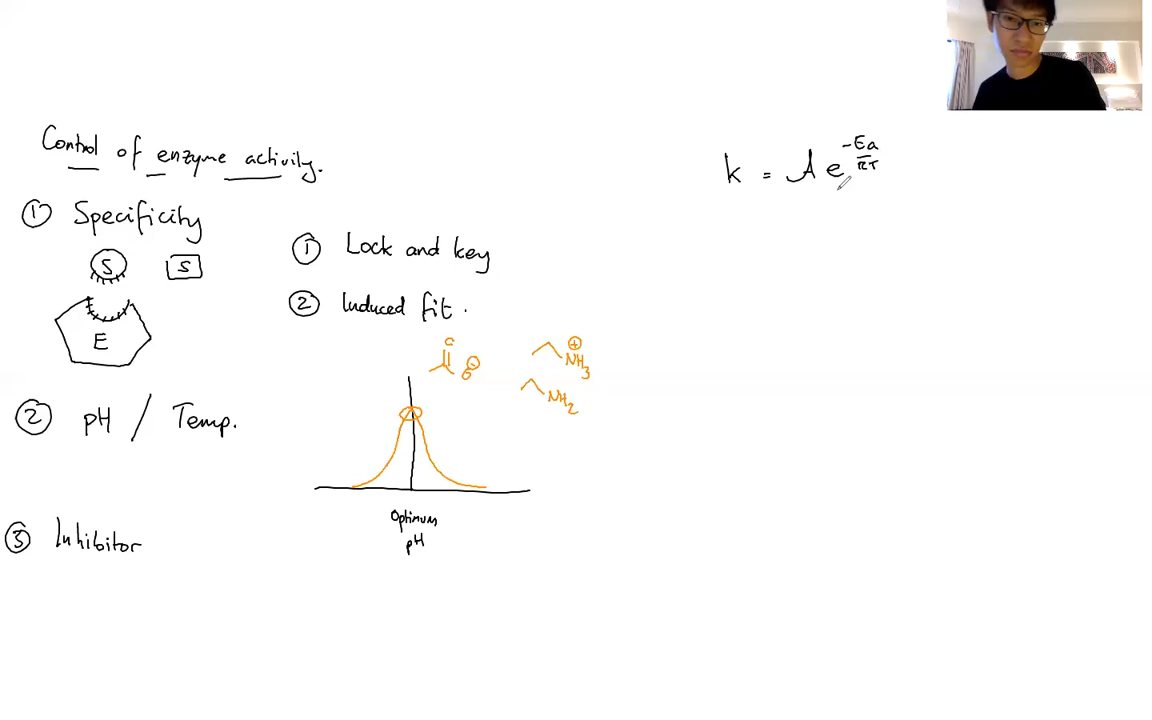 Control of enzyme activity.
① Specificity
S S
E
① Lock and key
② Induced fit.
② pH / Temp.
⊕
NH3
NH2
Optimum
pH
③ Inhibitor
k = A e^-Ea/RT